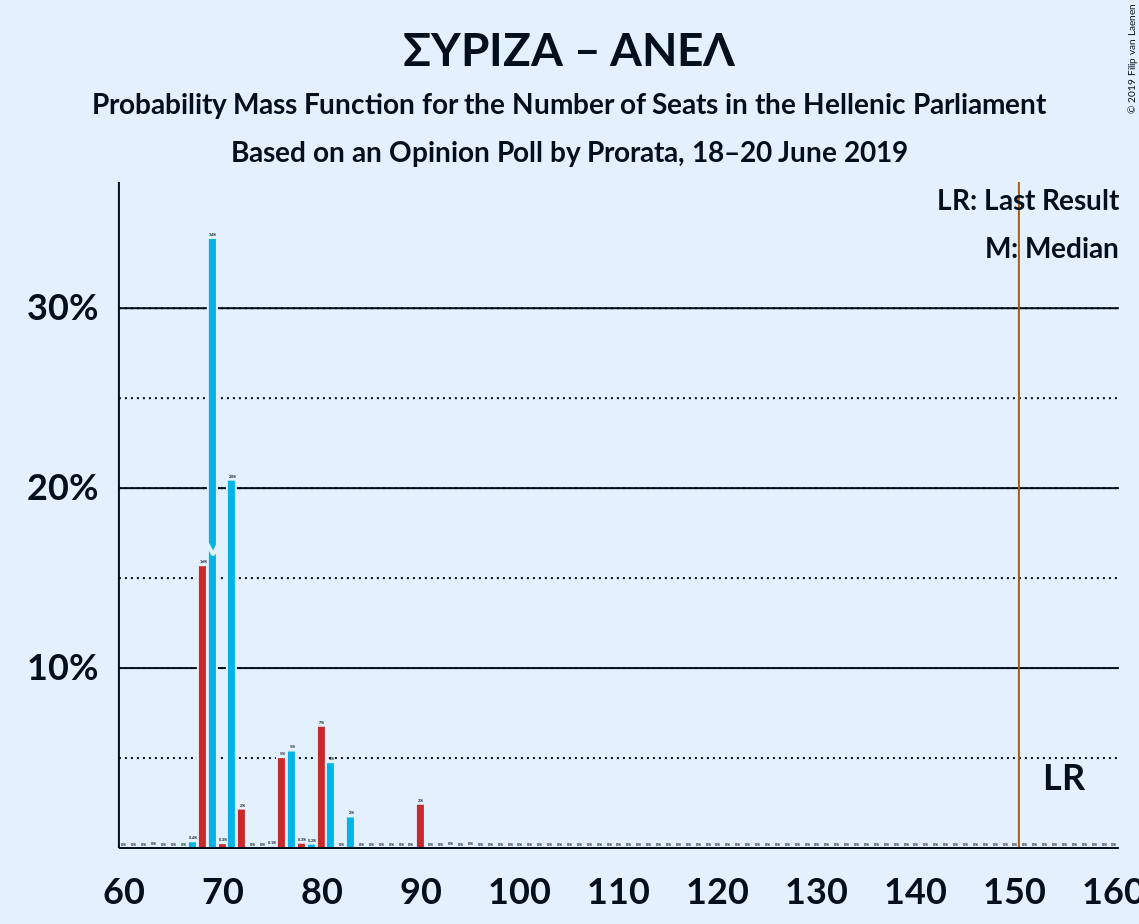 ΣΥΡΙΖΑ – ΑΝΕΛ
Probability Mass Function for the Number of Seats in the Hellenic Parliament
Based on an Opinion Poll by Prorata, 18–20 June 2019
© 2019 Filip van Laenen
LR: Last Result
M: Median
30%
20%
10%
LR
60 70 80 90 100 110 120 130 140 150 160